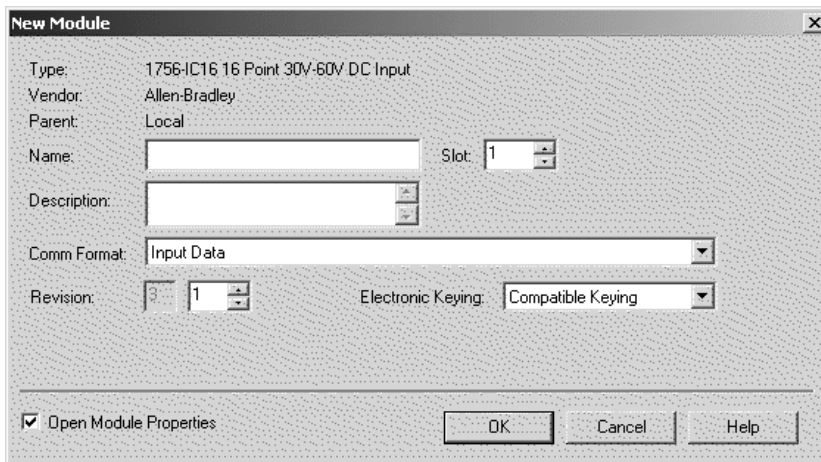 New Module
Type: 1756-IC16 16 Point 30V-60V DC Input
Vendor: Allen-Bradley
Parent: Local
Name: Slot: 1
Description:
Comm Format: Input Data
Revision: 3 1 Electronic Keying: Compatible Keying
Open Module Properties OK Cancel Help